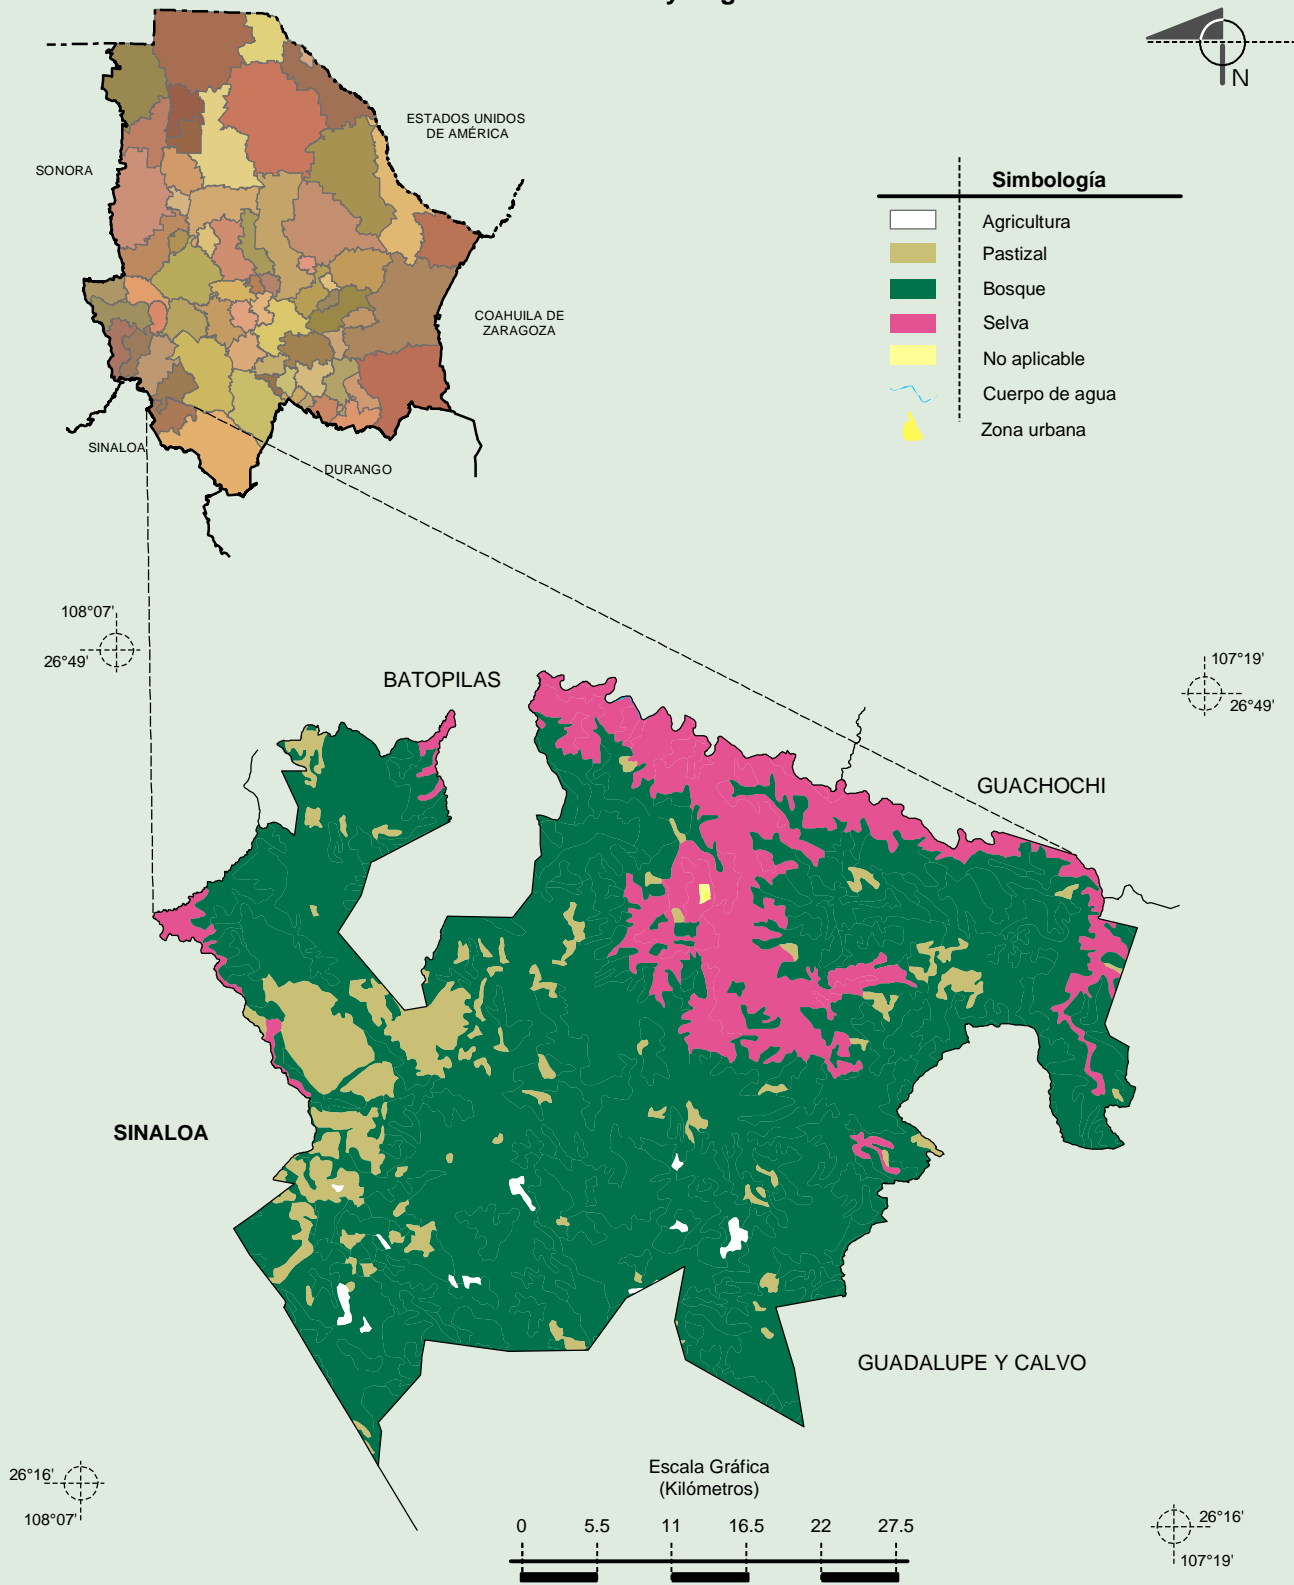 N
ESTADOS UNIDOS
DE AMÉRICA
SONORA
Simbología
Agricultura
Pastizal
Bosque
Selva
No aplicable
Cuerpo de agua
Zona urbana
COAHUILA DE
ZARAGOZA
SINALOA
DURANGO
108°07'
26°49'
107°19'
26°49'
BATOPILAS
GUACHOCHI
SINALOA
GUADALUPE Y CALVO
26°16'
108°07'
Escala Gráfica
(Kilómetros)
0 5.5 11 16.5 22 27.5
26°16'
107°19'